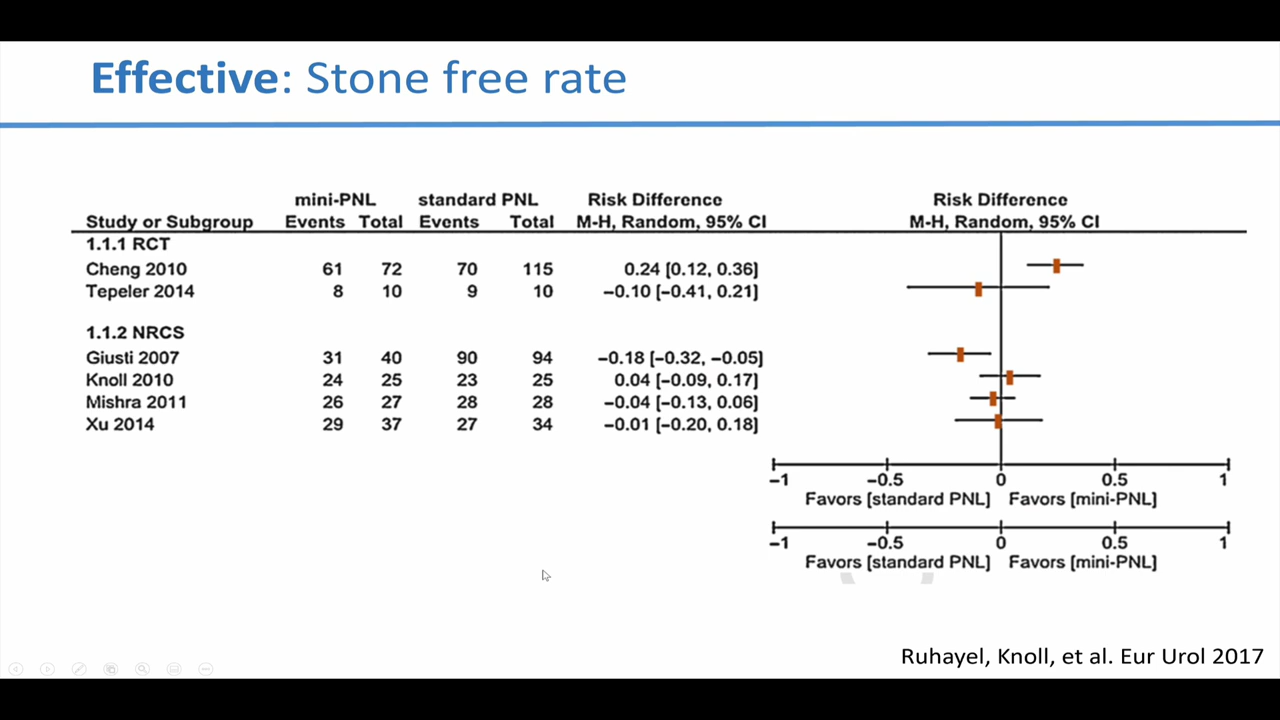 Effective: Stone free rate
mini-PNL standard PNL Risk Difference Risk Difference
Study or Subgroup Events Total Events Total M-H, Random, 95% CI M-H, Random, 95% CI
1.1.1 RCT
Cheng 2010 61 72 70 115 0.24 [0.12, 0.36]
Tepeler 2014 8 10 9 10 −0.10 [−0.41, 0.21]
1.1.2 NRCS
Giusti 2007 31 40 90 94 −0.18 [−0.32, −0.05]
Knoll 2010 24 25 23 25 0.04 [−0.09, 0.17]
Mishra 2011 26 27 28 28 −0.04 [−0.13, 0.06]
Xu 2014 29 37 27 34 −0.01 [−0.20, 0.18]
−1 −0.5 0 0.5 1
Favors [standard PNL] Favors [mini-PNL]
−1 −0.5 0 0.5 1
Favors [standard PNL] Favors [mini-PNL]
Ruhayel, Knoll, et al. Eur Urol 2017